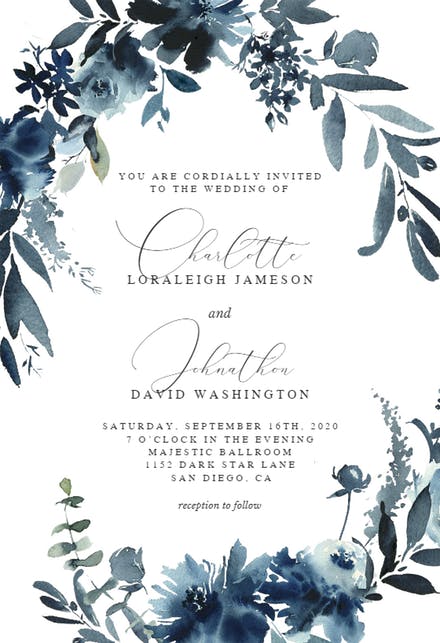 YOU ARE CORDIALLY INVITED
TO THE WEDDING OF
Charlotte
LORALEIGH JAMESON
and
Johnathon
DAVID WASHINGTON
SATURDAY, SEPTEMBER 16TH, 2020
7 O'CLOCK IN THE EVENING
MAJESTIC BALLROOM
1152 DARK STAR LANE
SAN DIEGO, CA
reception to follow